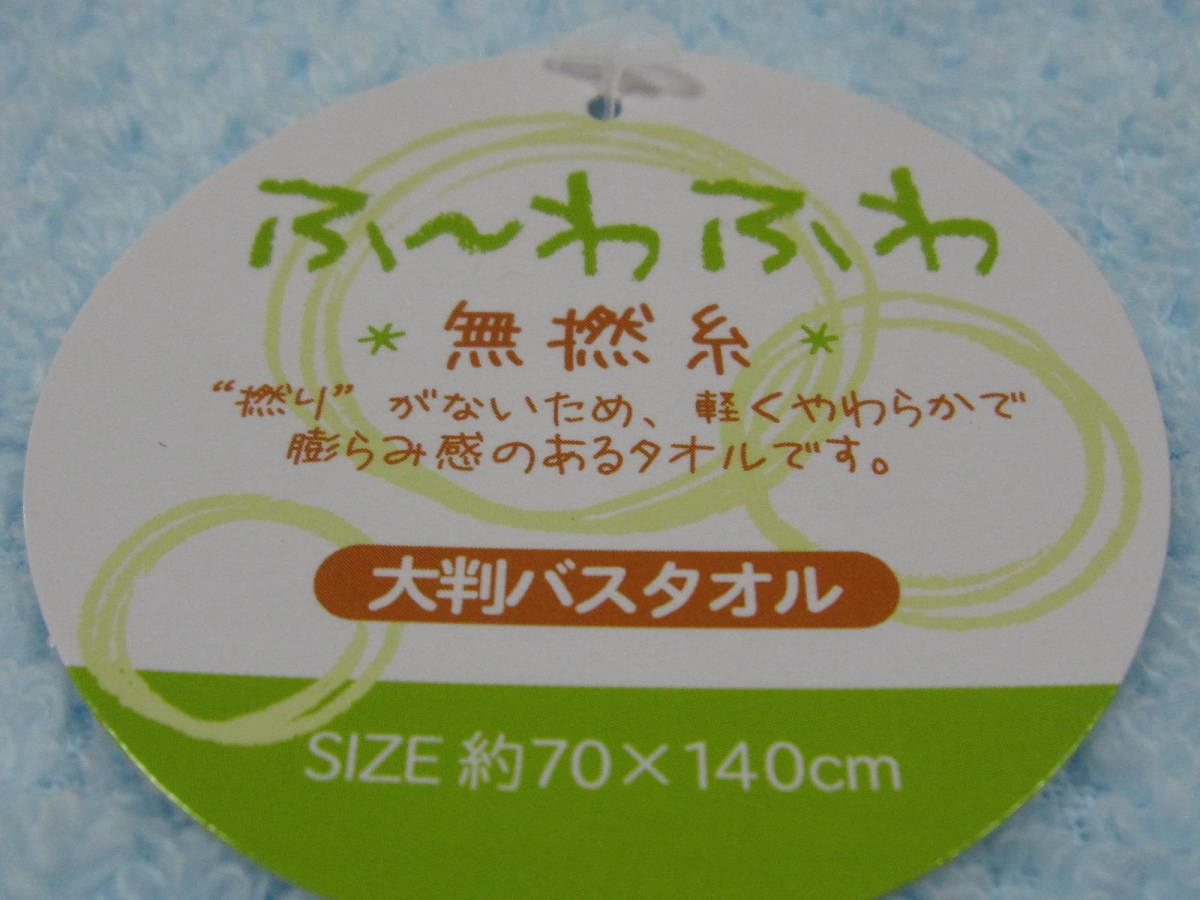 ふ〜わふわ
* 無撚糸 *
“撚り”がないため、軽くやわらかで
膨らみ感のあるタオルです。
大判バスタオル
SIZE 約70×140cm